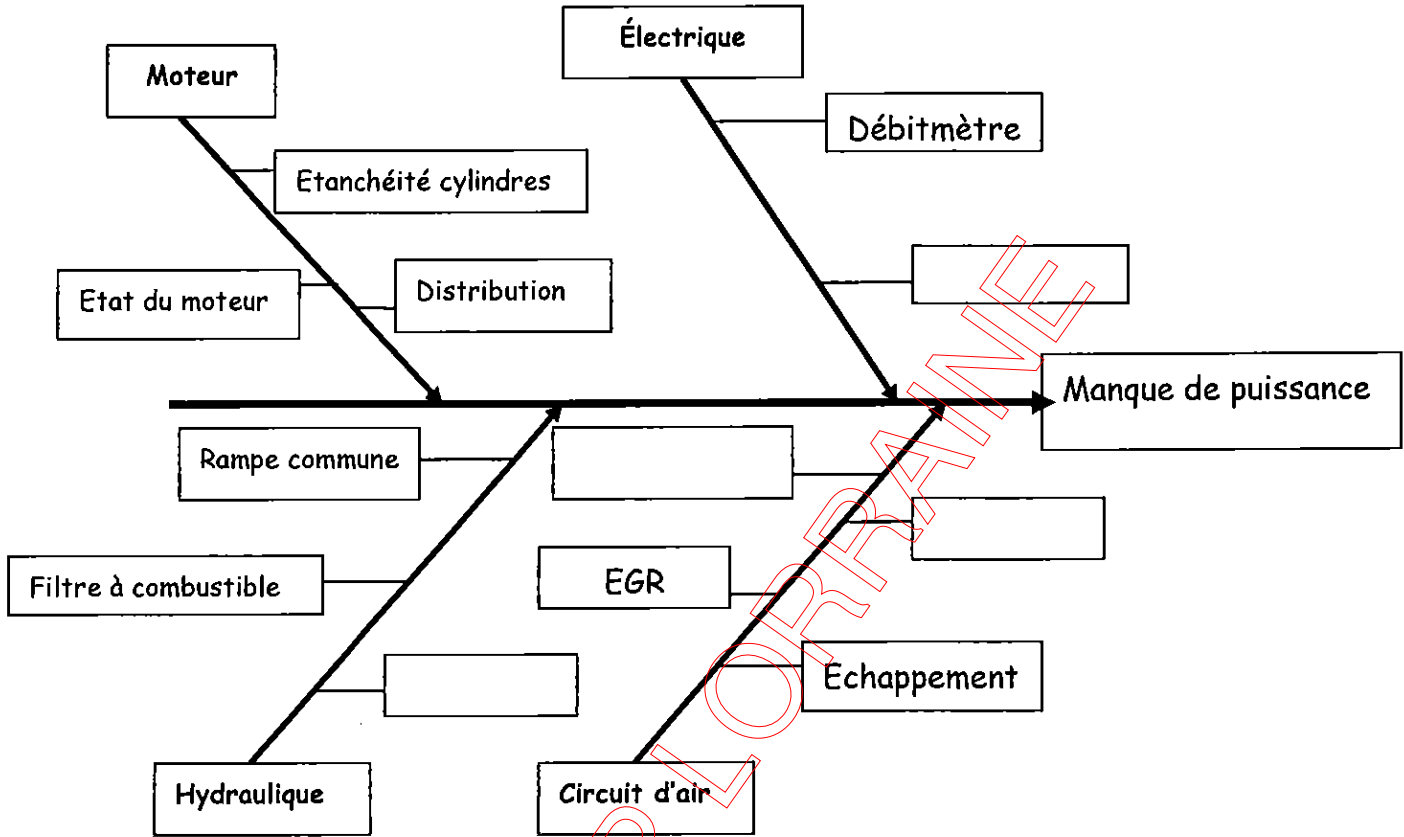 Électrique
Moteur
Débitmètre
Etanchéité cylindres
Etat du moteur
Distribution
Manque de puissance
Rampe commune
Filtre à combustible
EGR
Echappement
Hydraulique
Circuit d'air
P LORRAINE